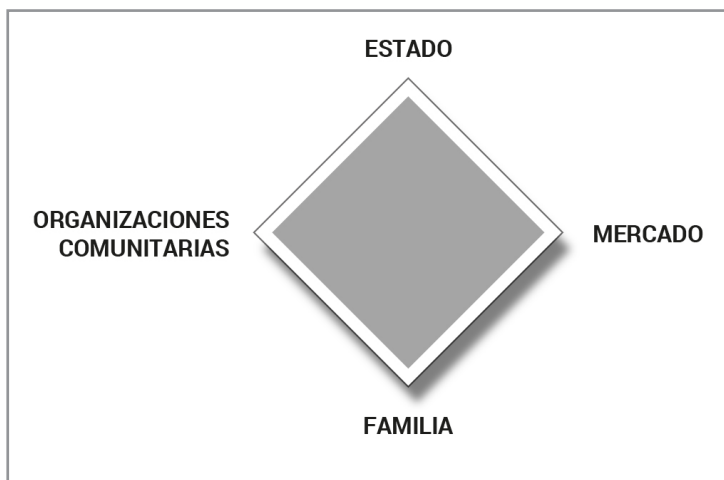 ESTADO
ORGANIZACIONES
COMUNITARIAS
MERCADO
FAMILIA